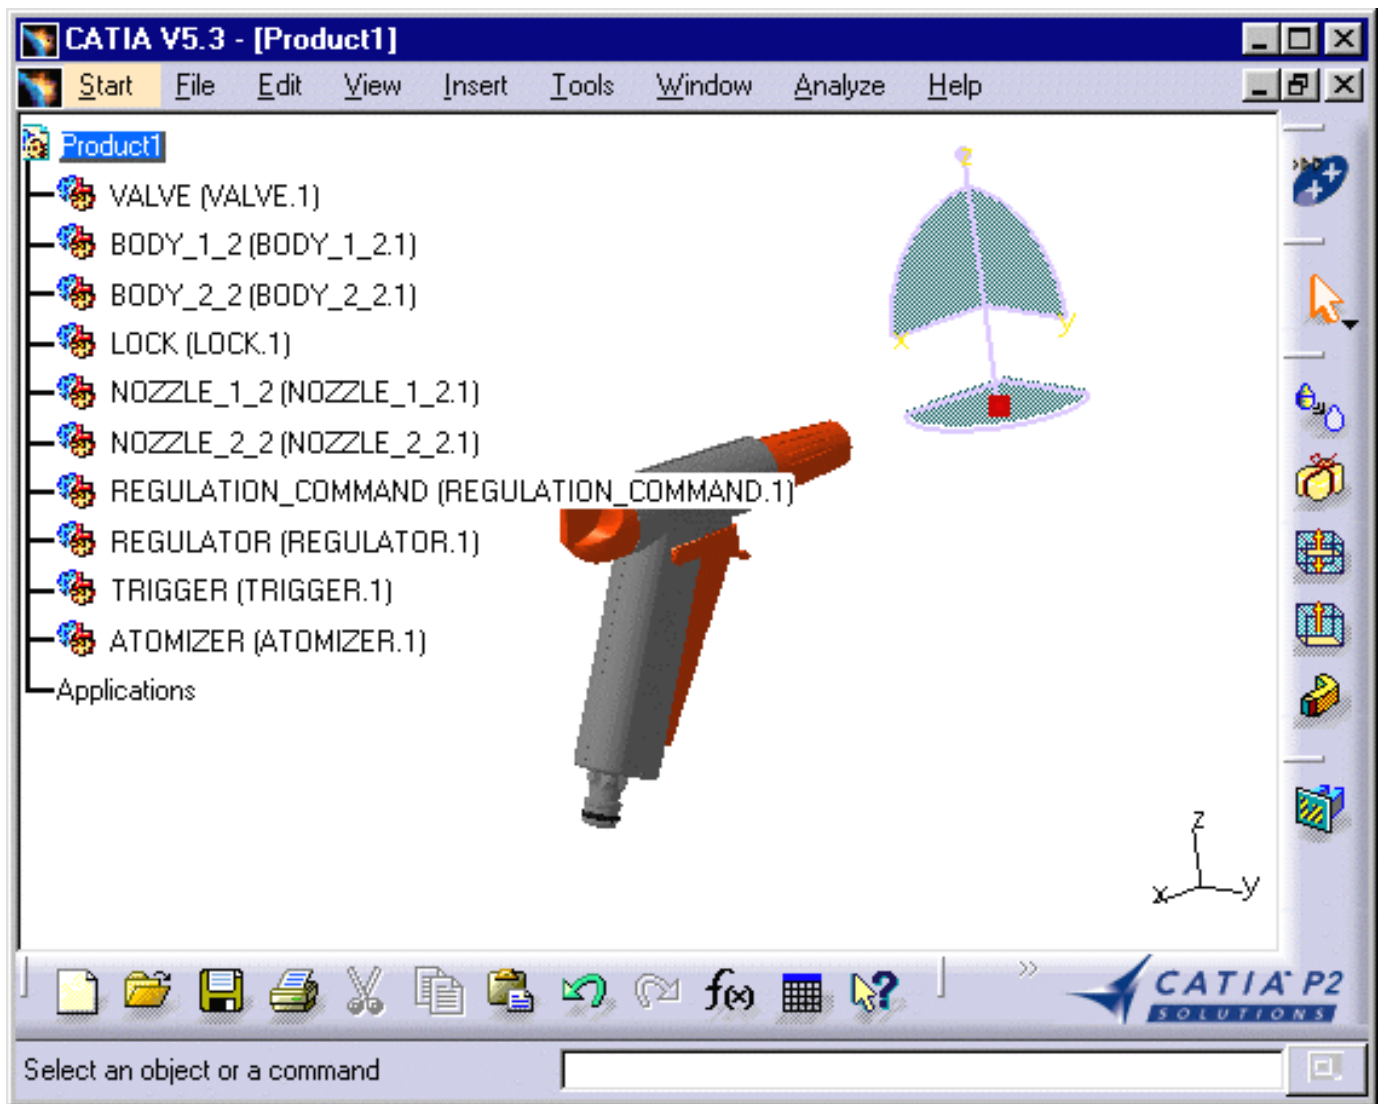 CATIA V5.3 - [Product1]
Start File Edit View Insert Tools Window Analyze Help
Product1
VALVE (VALVE.1)
BODY_1_2 (BODY_1_2.1)
BODY_2_2 (BODY_2_2.1)
LOCK (LOCK.1)
NOZZLE_1_2 (NOZZLE_1_2.1)
NOZZLE_2_2 (NOZZLE_2_2.1)
REGULATION_COMMAND (REGULATION_COMMAND.1)
REGULATOR (REGULATOR.1)
TRIGGER (TRIGGER.1)
ATOMIZER (ATOMIZER.1)
Applications
z
x
y
z
x
y
f(x)
?
CATIA P2
SOLUTIONS
Select an object or a command